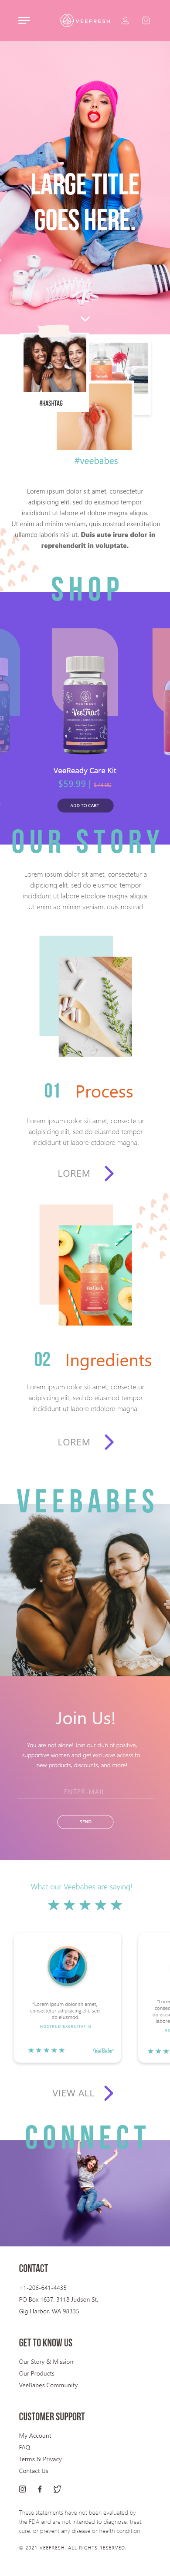 VEEFRESH
LARGE TITLE
GOES HERE.
#HASHTAG
#veebabes
Lorem ipsum dolor sit amet, consectetur
adipiscing elit, sed do eiusmod tempor
incididunt ut labore et dolore magna aliqua.
Ut enim ad minim veniam, quis nostrud exercitation
ullamco laboris nisi ut. Duis aute irure dolor in
reprehenderit in voluptate.
SHOP
VEEFRESH
VeeTract
VeeReady Care Kit
$59.99 | $75.00
ADD TO CART
OUR STORY
Lorem ipsum dolor sit amet, consectetur a
dipisicing elit, sed do eiusmod tempor
incididunt ut labore et dolore magna aliqua.
Ut enim ad minim veniam, quis nostrud
01 Process
Lorem ipsum dolor sit amet, consectetur
adipiscing elit, sed do eiusmod tempor
incididunt ut labore etdolore magna.
LOREM
02 Ingredients
Lorem ipsum dolor sit amet, consectetur
adipiscing elit, sed do eiusmod tempor
incididunt ut labore etdolore magna.
LOREM
VEEBABES
Join Us!
You are not alone! Join our club of positive,
supportive women and get exclusive access to
new products, discounts, and more!
ENTER-MAIL
SEND
What our Veebabes are saying!
"Lorem ipsum dolor sit amet,
consectetur adipisicing elit, sed
do eiusmod.
NOSTRUD EXERCITATIO
VIEW ALL
CONNECT
CONTACT
+1-206-641-4435
PO Box 1637, 3118 Judson St.
Gig Harbor, WA 98335
GET TO KNOW US
Our Story & Mission
Our Products
VeeBabes Community
CUSTOMER SUPPORT
My Account
FAQ
Terms & Privacy
Contact Us
These statements have not been evaluated by
the FDA and are not intended to diagnose, treat,
cure, or prevent any disease or health condition.
© 2021 VEEFRESH. ALL RIGHTS RESERVED.